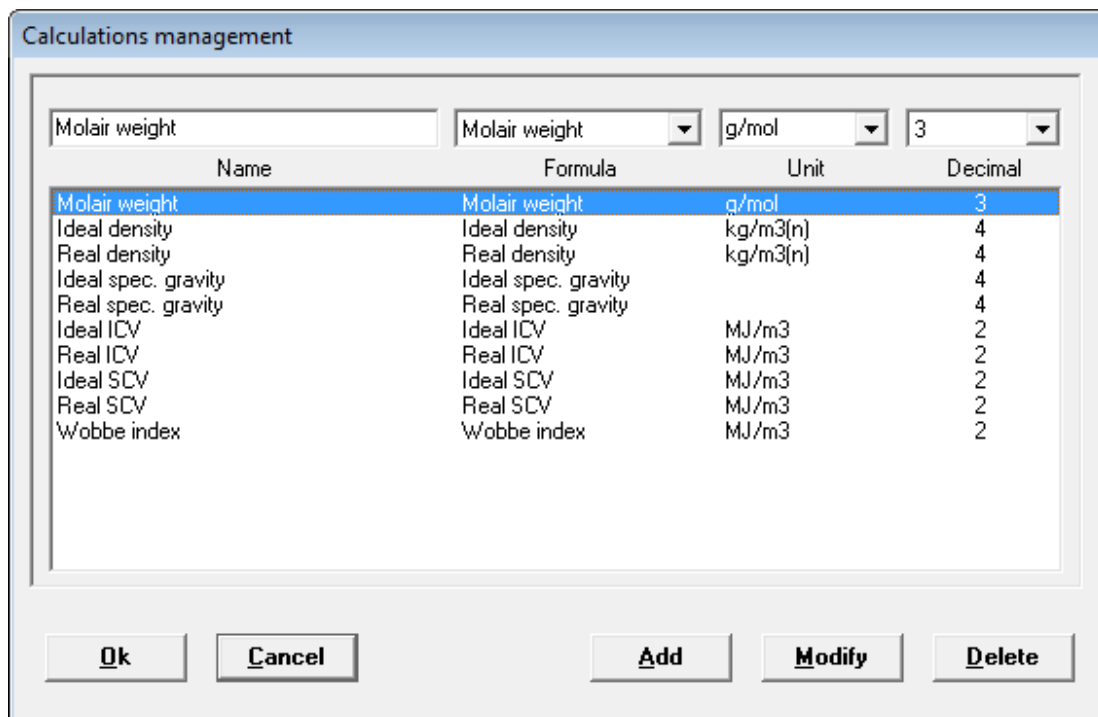 Calculations management
Molair weight Molair weight g/mol 3
Name Formula Unit Decimal
Molair weight Molair weight g/mol 3
Ideal density Ideal density kg/m3(n) 4
Real density Real density kg/m3(n) 4
Ideal spec. gravity Ideal spec. gravity 4
Real spec. gravity Real spec. gravity 4
Ideal ICV Ideal ICV MJ/m3 2
Real ICV Real ICV MJ/m3 2
Ideal SCV Ideal SCV MJ/m3 2
Real SCV Real SCV MJ/m3 2
Wobbe index Wobbe index MJ/m3 2
Ok Cancel Add Modify Delete